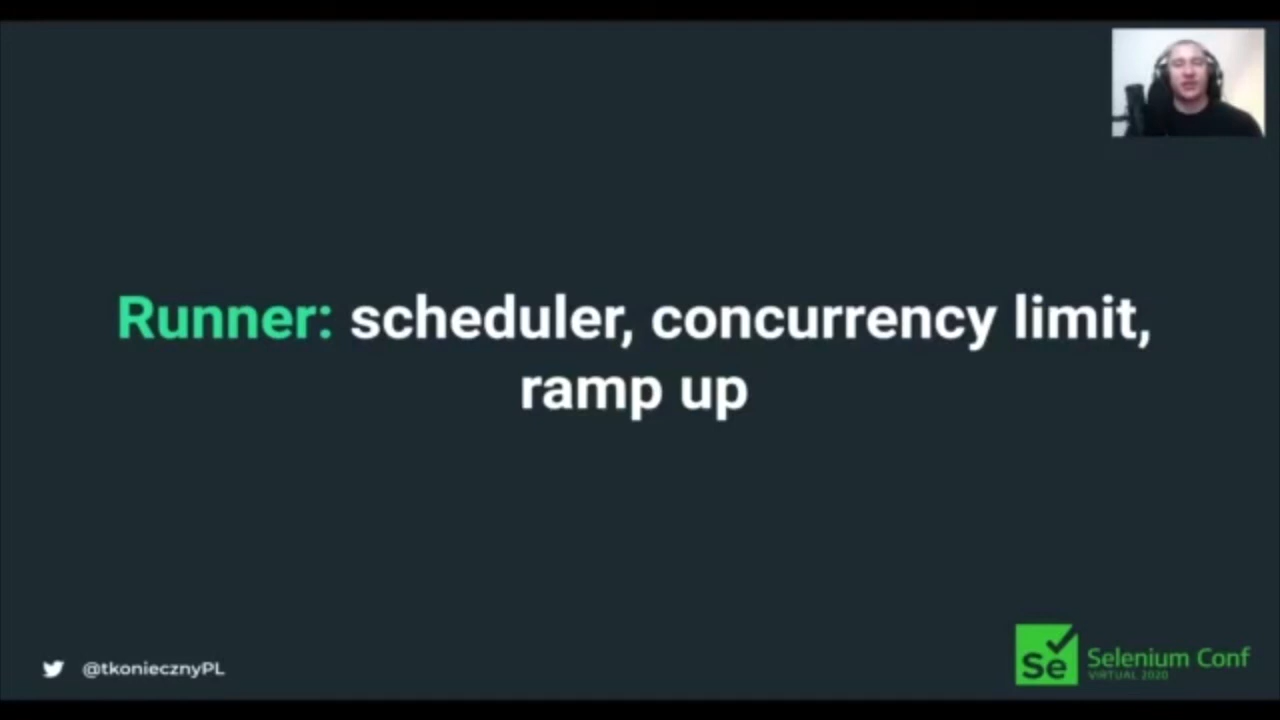 Runner: scheduler, concurrency limit,
ramp up
@tkoniecznyPL
Se
Selenium Conf
VIRTUAL 2020